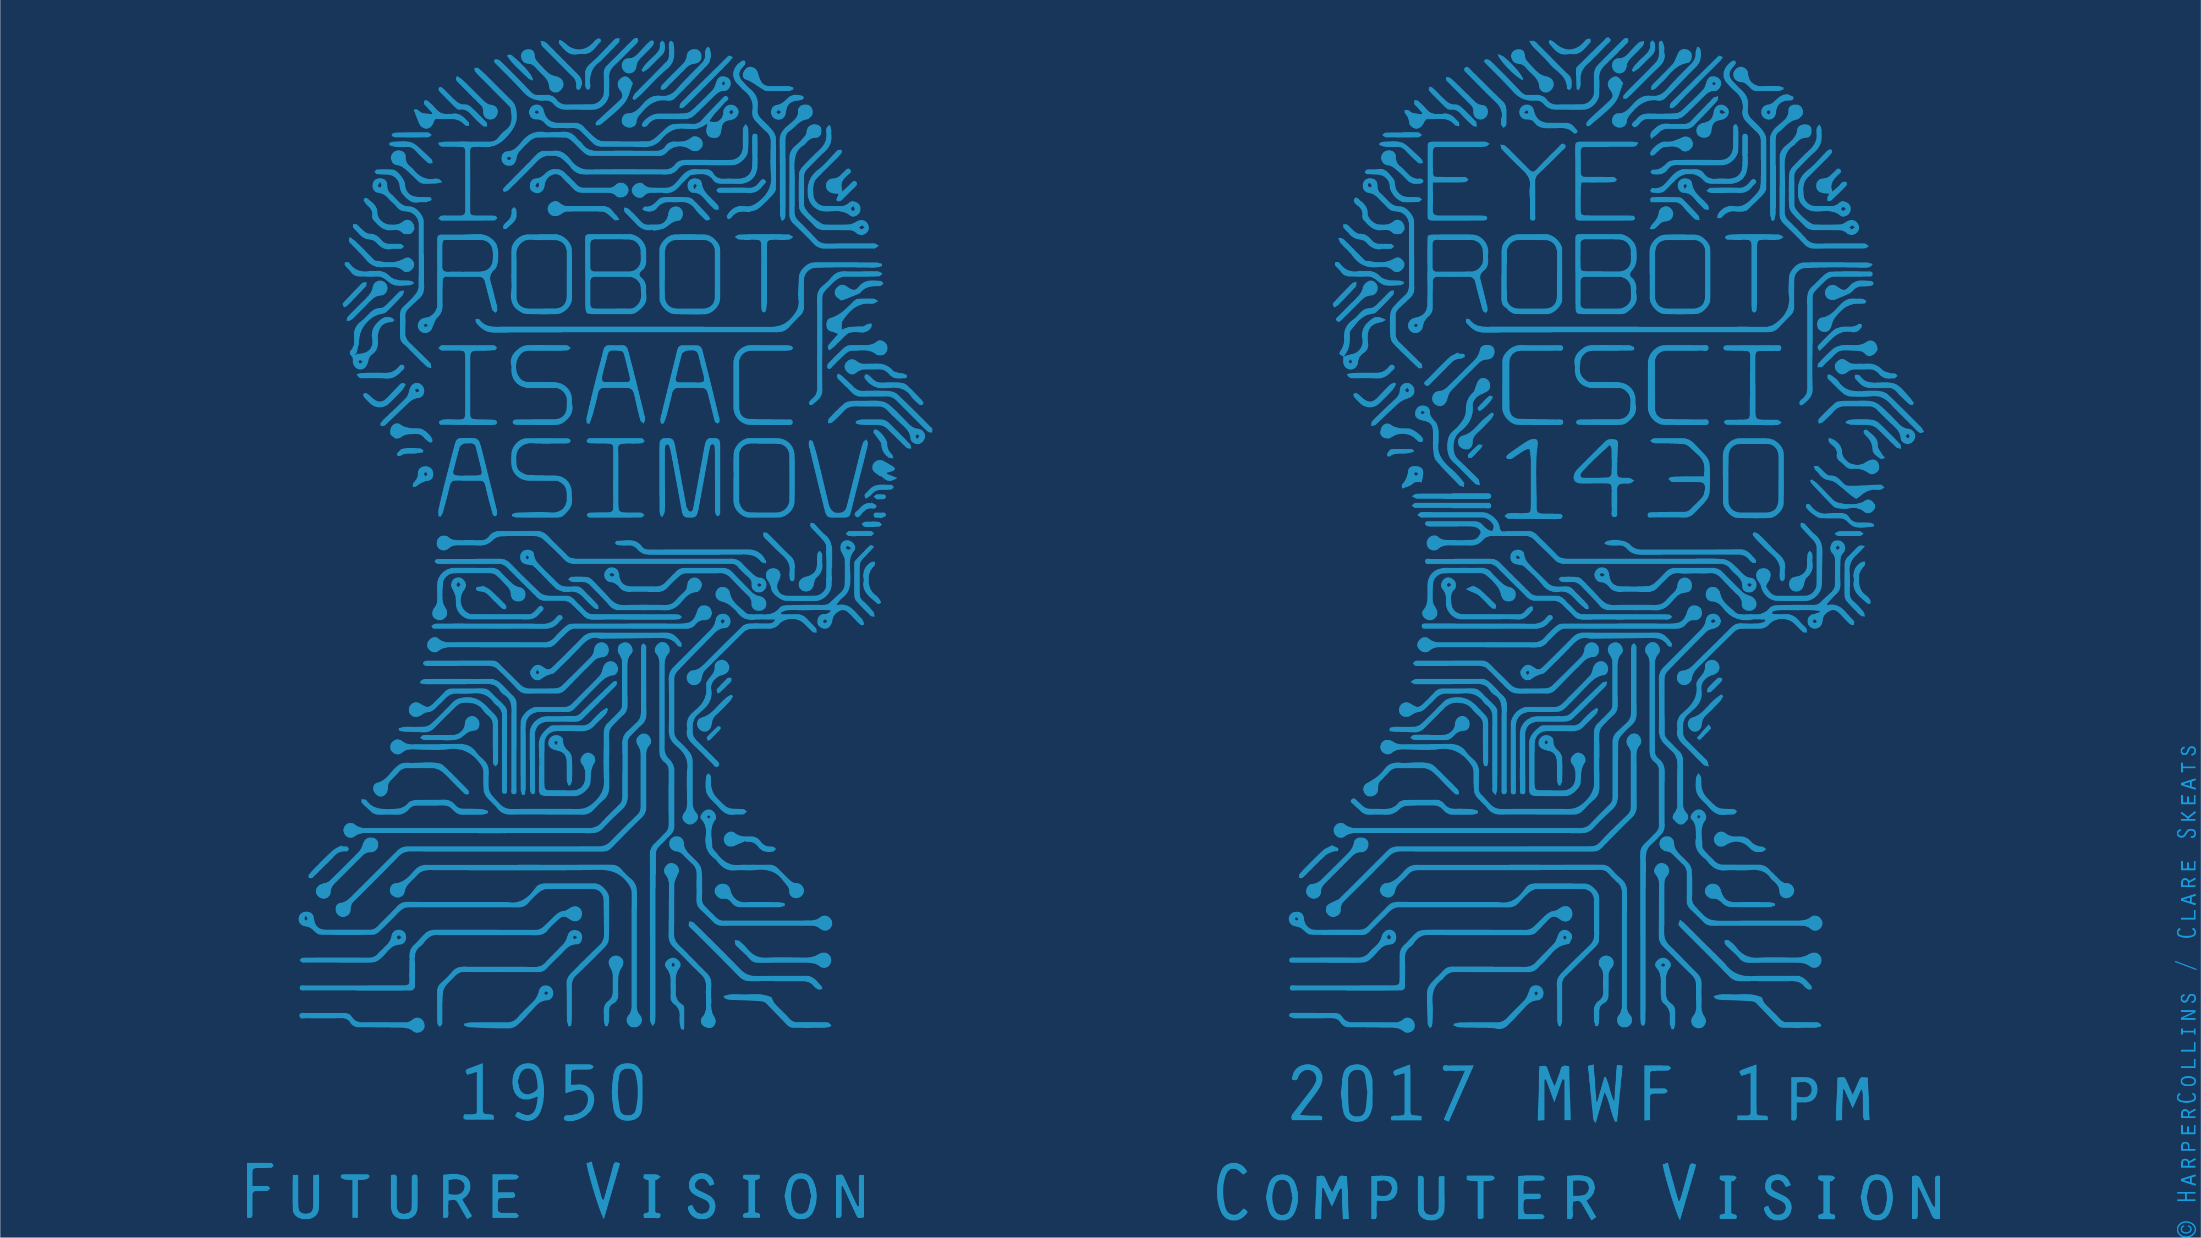 I
ROBOT
ISAAC
ASIMOV
1950
FUTURE VISION
EYE
ROBOT
CSCI
1430
2017 MWF 1PM
COMPUTER VISION
© HARPERCOLLINS / CLARE SKEATS